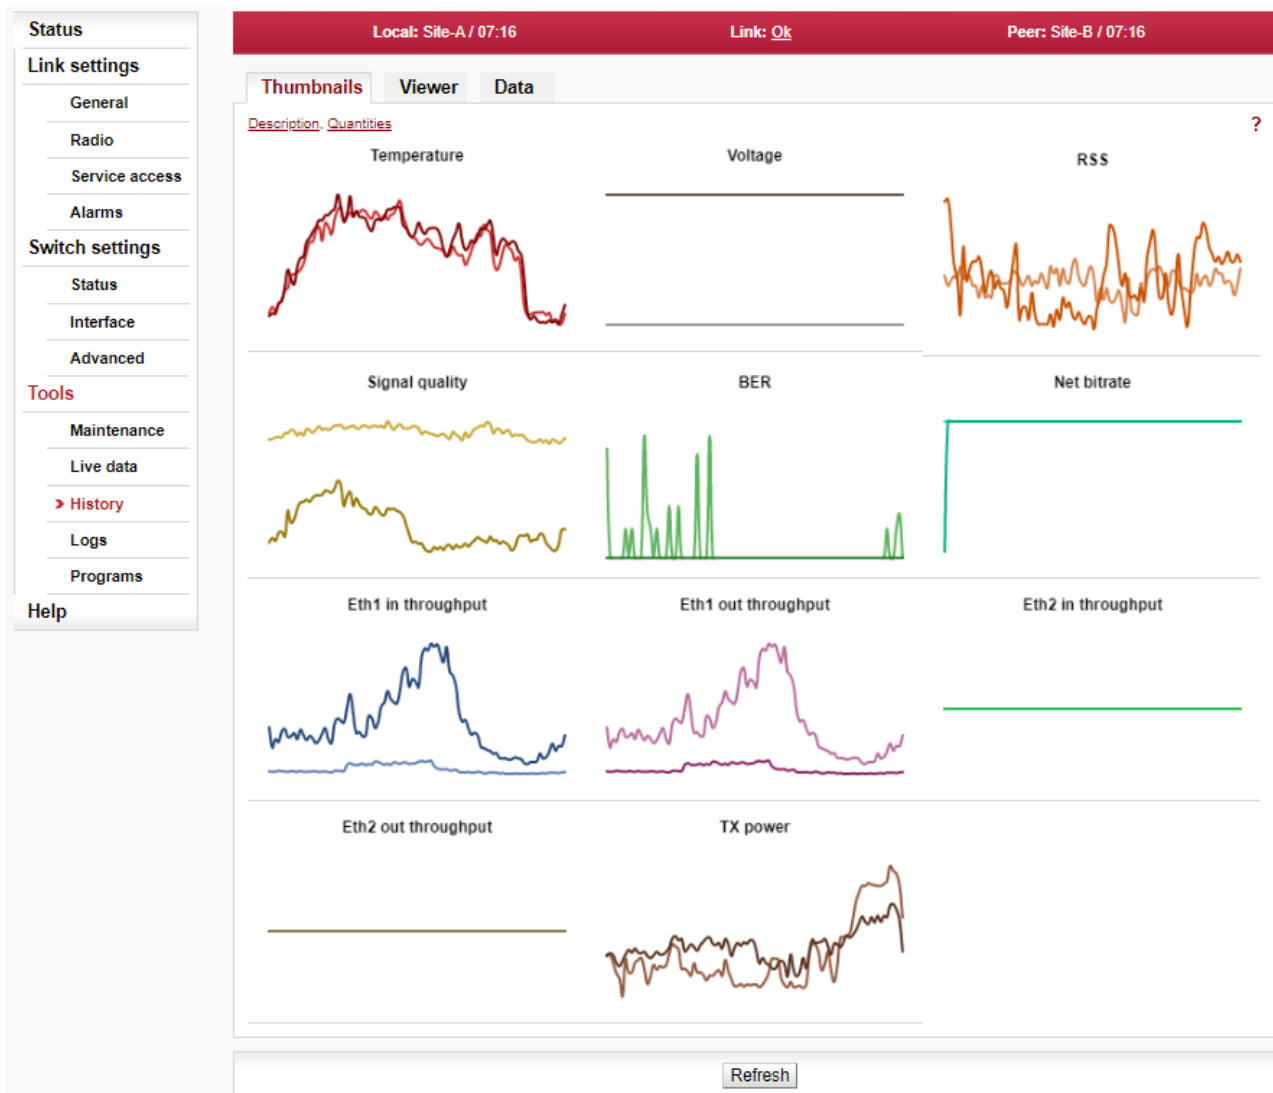 Status
Link settings
General
Radio
Service access
Alarms
Switch settings
Status
Interface
Advanced
Tools
Maintenance
Live data
History
Logs
Programs
Help
Local: Site-A / 07:16 Link: Ok Peer: Site-B / 07:16
Thumbnails Viewer Data
Description, Quantities ?
Temperature Voltage RSS
Signal quality BER Net bitrate
Eth1 in throughput Eth1 out throughput Eth2 in throughput
Eth2 out throughput TX power
Refresh